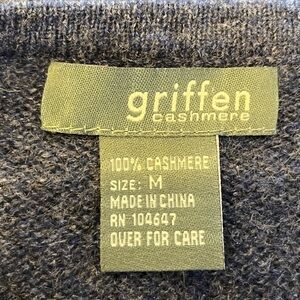 griffen
cashmere
100% CASHMERE
SIZE: M
MADE IN CHINA
RN 104647
OVER FOR CARE